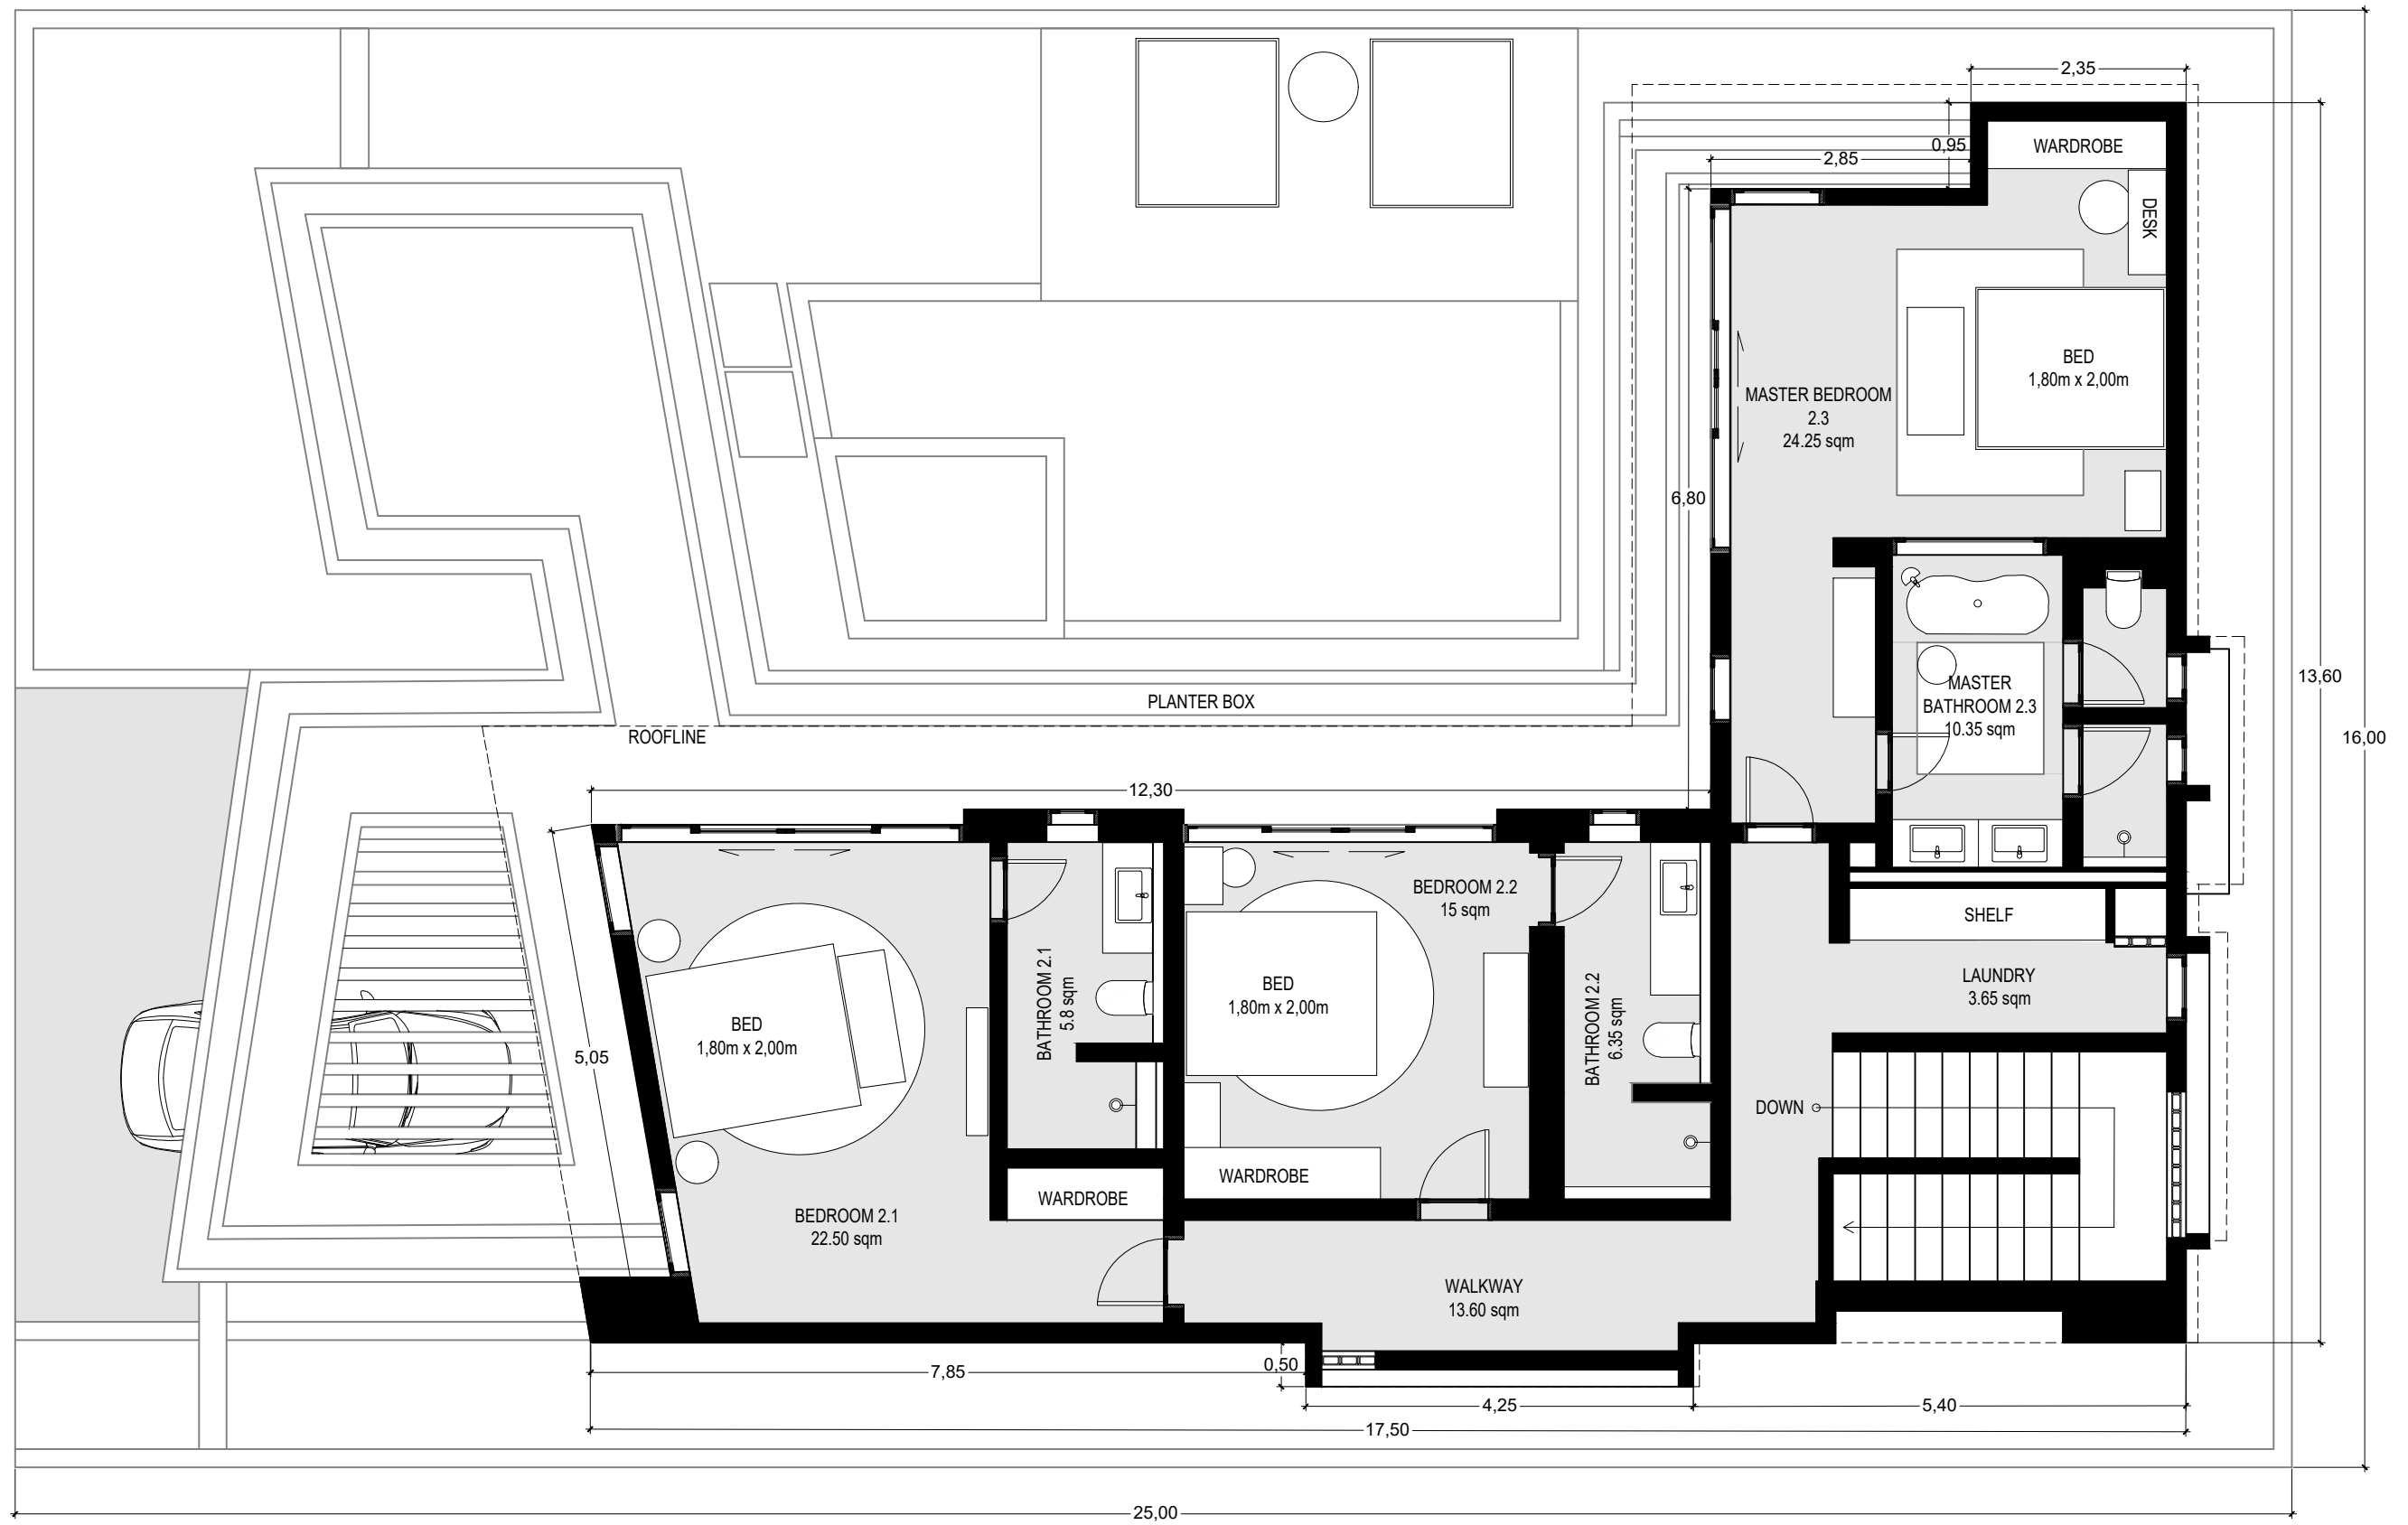 2,35
WARDROBE
0,95
2,85
DESK
BED
1,80m x 2,00m
MASTER BEDROOM
2.3
24.25 sqm
6,80
13,60
16,00
MASTER
BATHROOM 2.3
10.35 sqm
PLANTER BOX
ROOFLINE
12,30
BEDROOM 2.2
15 sqm
SHELF
LAUNDRY
3.65 sqm
BED
1,80m x 2,00m
BATHROOM 2.1
5.8 sqm
BED
1,80m x 2,00m
BATHROOM 2.2
6.35 sqm
5,05
DOWN
WARDROBE
WARDROBE
BEDROOM 2.1
22.50 sqm
WALKWAY
13.60 sqm
0,50
7,85
4,25
5,40
17,50
25,00